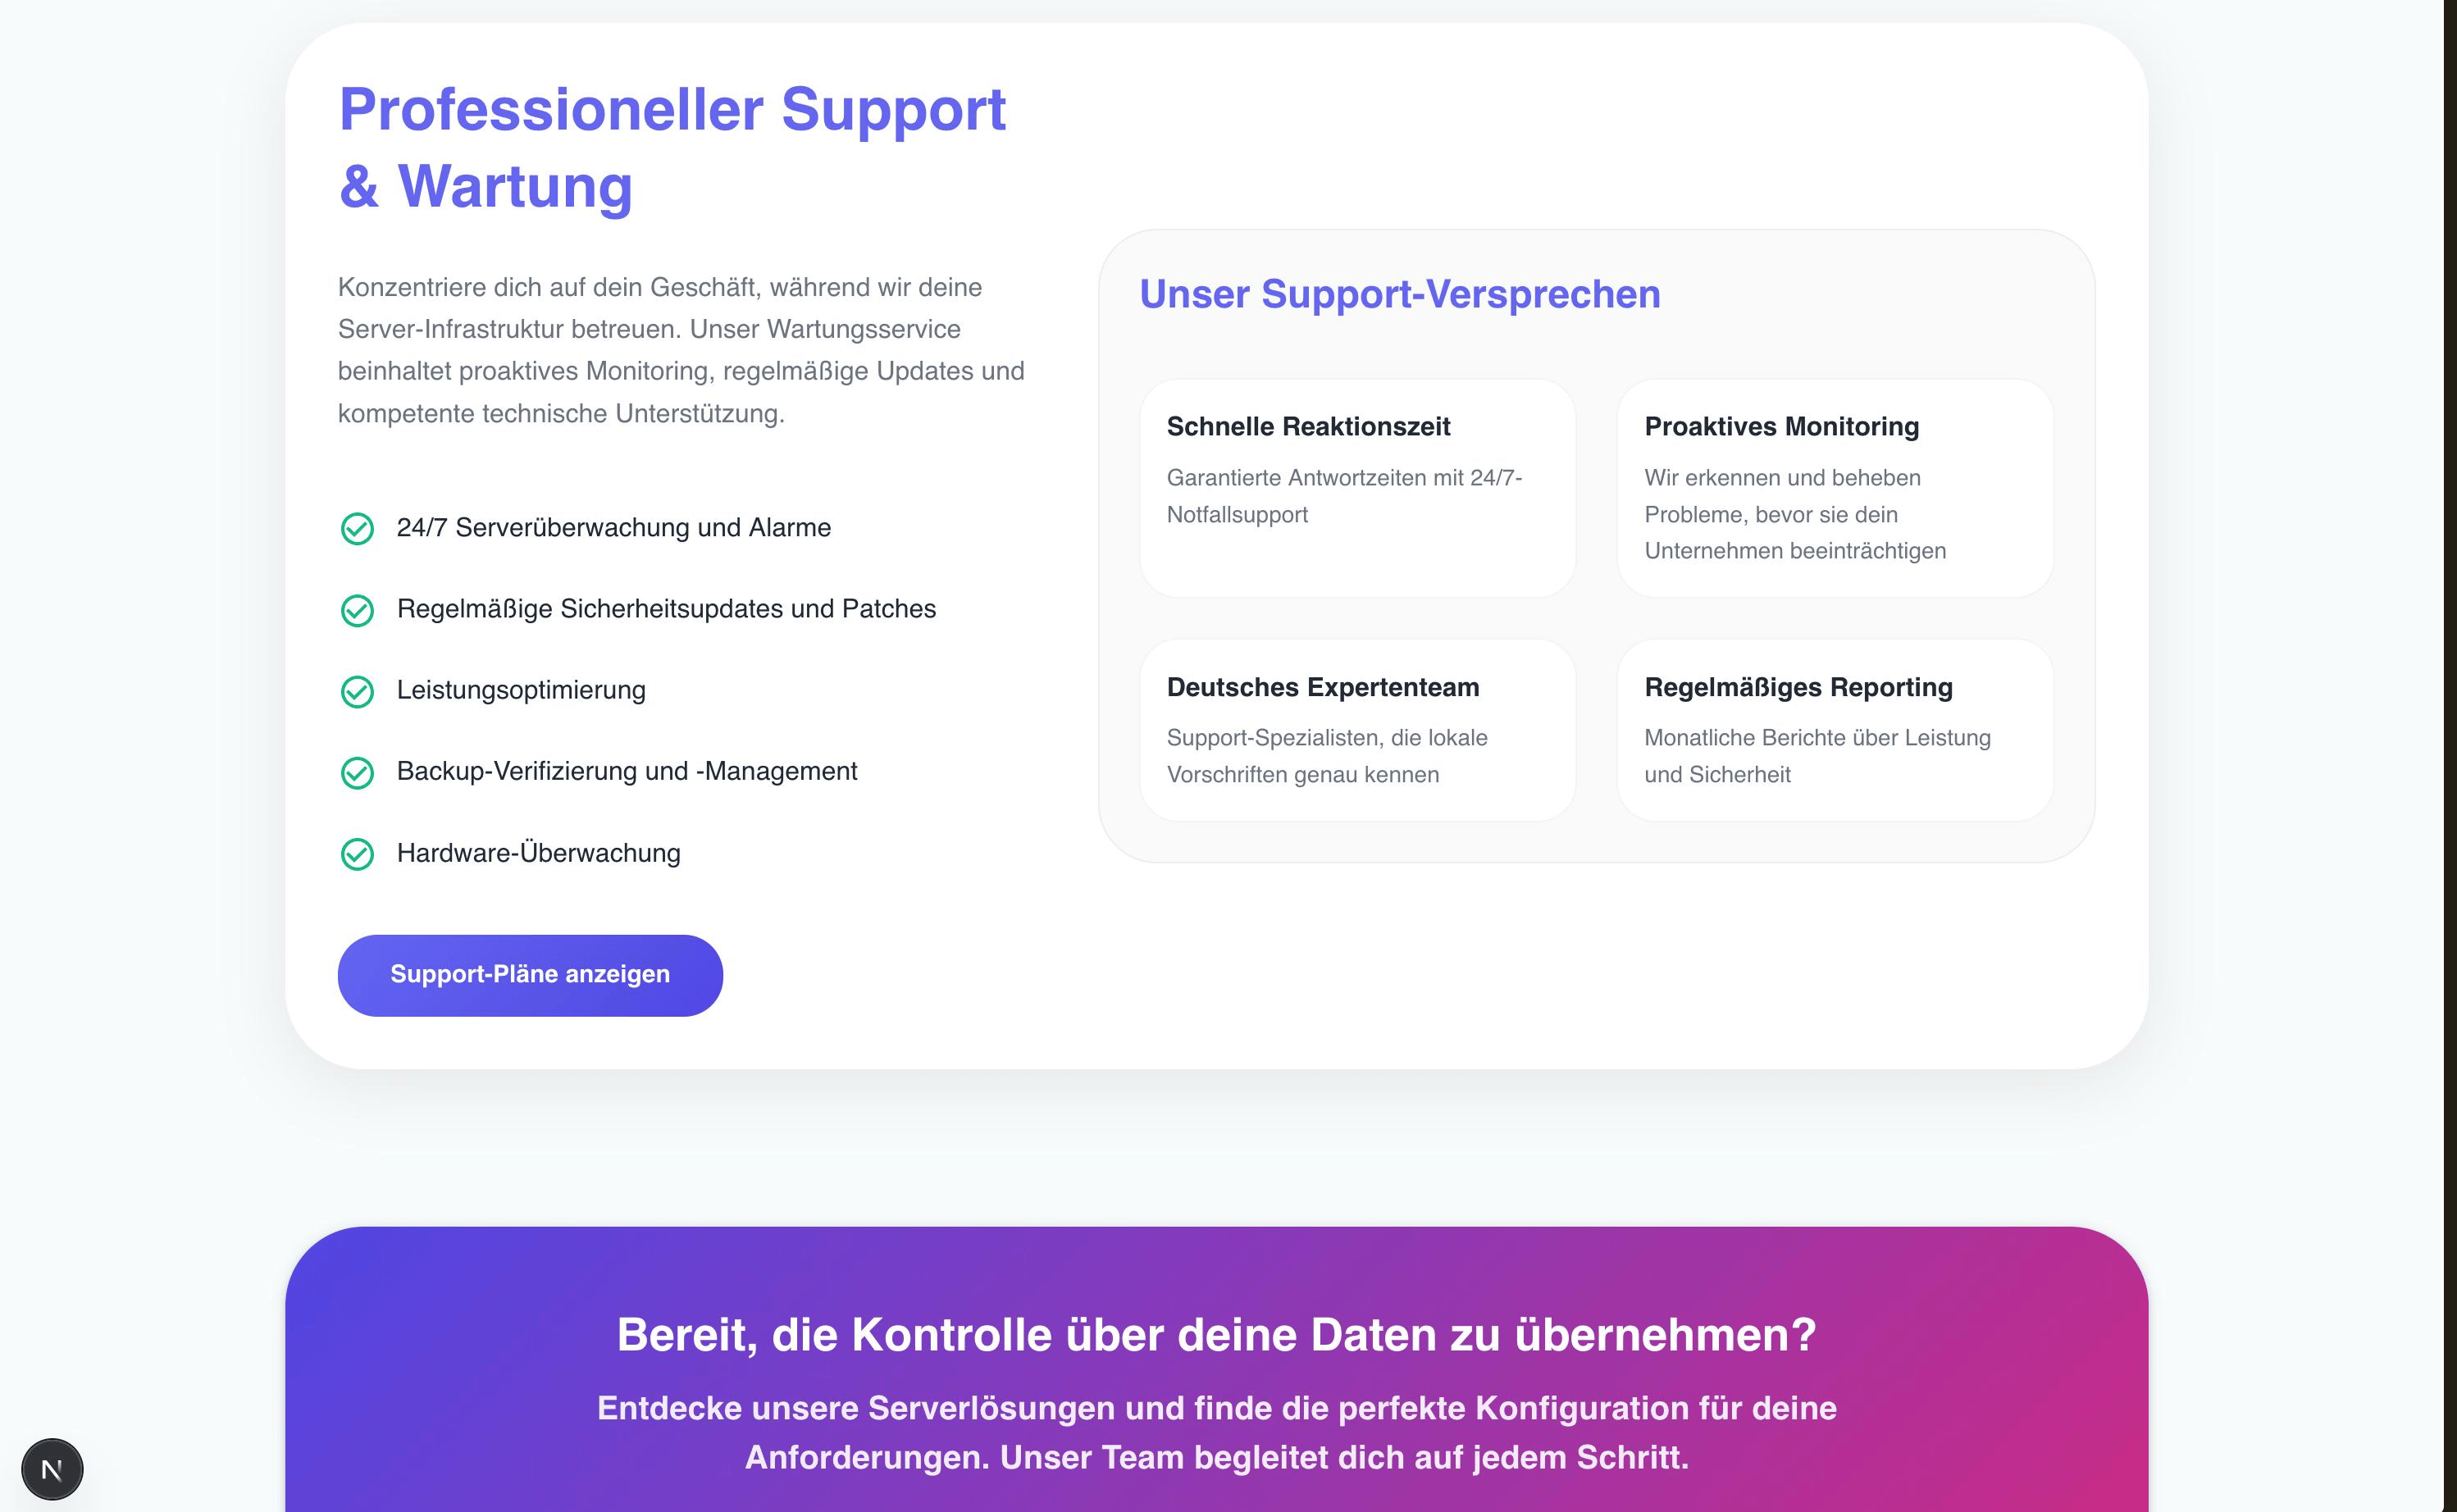 Professioneller Support
& Wartung
Konzentriere dich auf dein Geschäft, während wir deine
Server-Infrastruktur betreuen. Unser Wartungsservice
beinhaltet proaktives Monitoring, regelmäßige Updates und
kompetente technische Unterstützung.
24/7 Serverüberwachung und Alarme
Regelmäßige Sicherheitsupdates und Patches
Leistungsoptimierung
Backup-Verifizierung und -Management
Hardware-Überwachung
Support-Pläne anzeigen
Unser Support-Versprechen
Schnelle Reaktionszeit
Garantierte Antwortzeiten mit 24/7-
Notfallsupport
Proaktives Monitoring
Wir erkennen und beheben
Probleme, bevor sie dein
Unternehmen beeinträchtigen
Deutsches Expertenteam
Support-Spezialisten, die lokale
Vorschriften genau kennen
Regelmäßiges Reporting
Monatliche Berichte über Leistung
und Sicherheit
Bereit, die Kontrolle über deine Daten zu übernehmen?
Entdecke unsere Serverlösungen und finde die perfekte Konfiguration für deine
Anforderungen. Unser Team begleitet dich auf jedem Schritt.
N